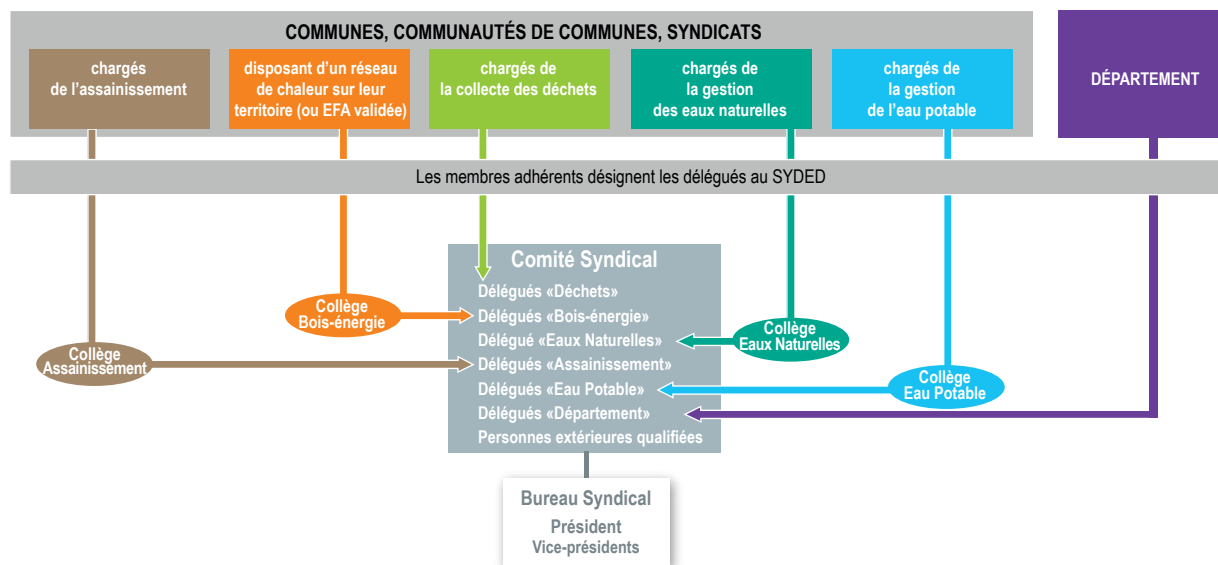 COMMUNES, COMMUNAUTÉS DE COMMUNES, SYNDICATS
chargés
de l'assainissement
disposant d'un réseau
de chaleur sur leur
territoire (ou EFA validée)
chargés de
la collecte des déchets
chargés de
la gestion
des eaux naturelles
chargés de
la gestion
de l'eau potable
DÉPARTEMENT
Les membres adhérents désignent les délégués au SYDED
Comité Syndical
Délégués «Déchets»
Délégués «Bois-énergie»
Délégué «Eaux Naturelles»
Délégués «Assainissement»
Délégués «Eau Potable»
Délégués «Département»
Personnes extérieures qualifiées
Collège
Bois-énergie
Collège
Eaux Naturelles
Collège
Assainissement
Collège
Eau Potable
Bureau Syndical
Président
Vice-présidents